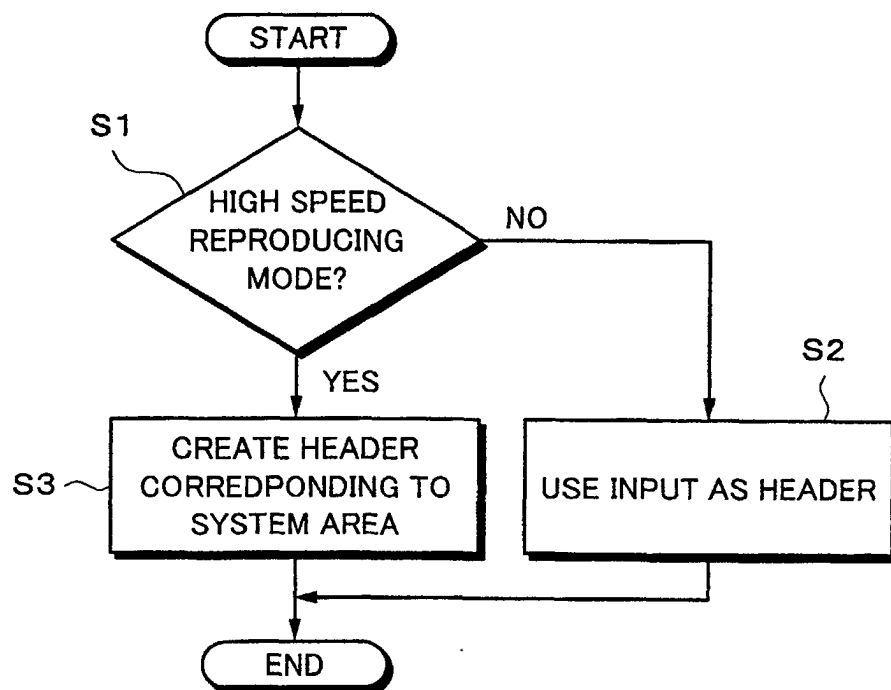 START
S1
HIGH SPEED
REPRODUCING
MODE?
NO
YES
S2
CREATE HEADER
CORREDPONDING TO
SYSTEM AREA
S3
USE INPUT AS HEADER
END